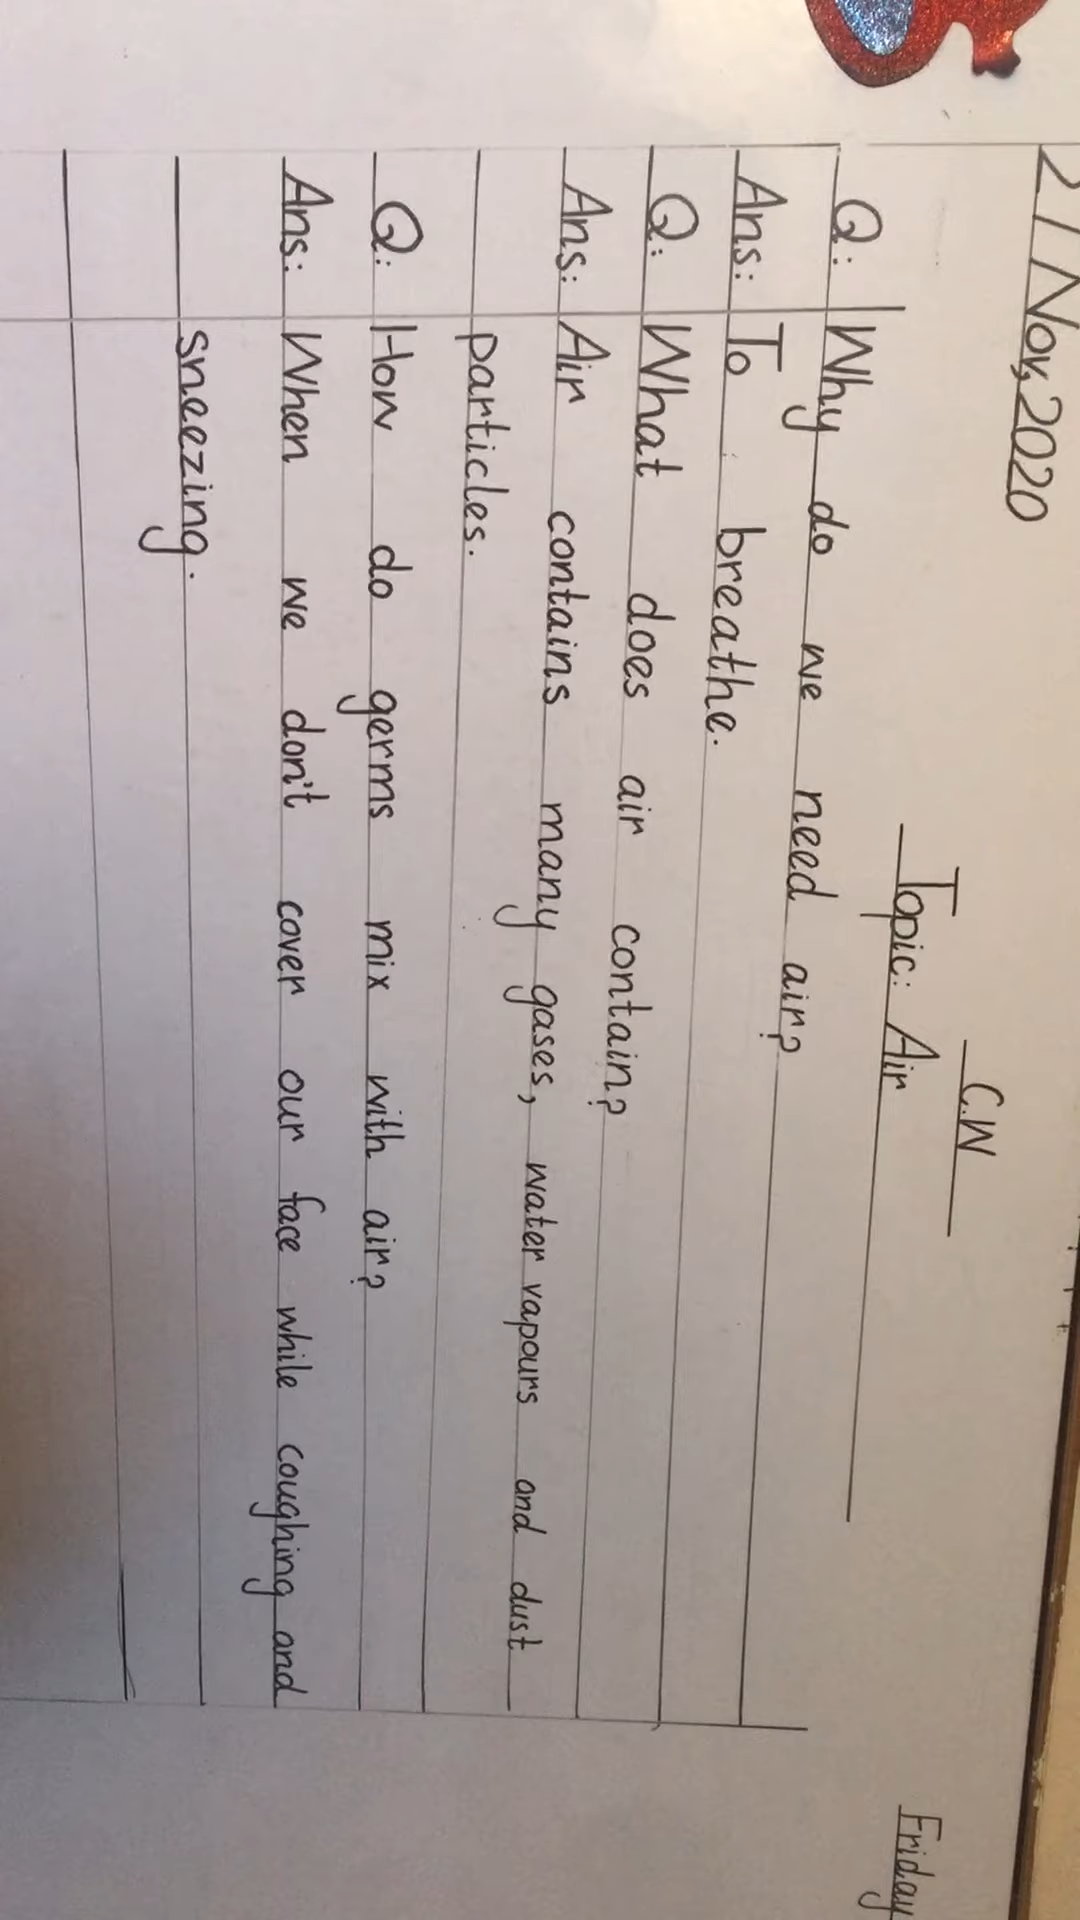 27 Nov, 2020
C.W
Friday
Topic: Air
Q: Why do we need air?
Ans: To breathe.
Q: What does air contain?
Ans: Air contains many gases, water vapours and dust
particles.
Q: How do germs mix with air?
Ans: When we don't cover our face while coughing and
sneezing.